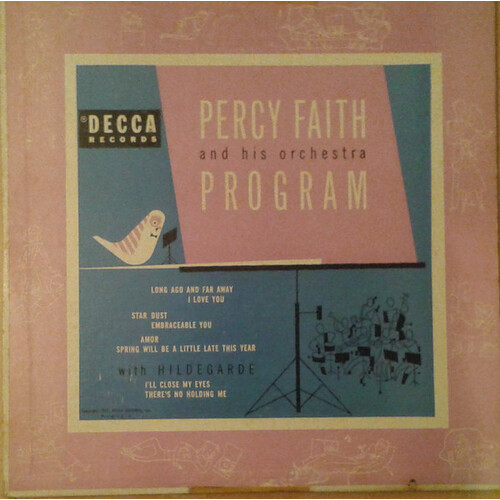 DECCA
RECORDS
PERCY FAITH
and his orchestra
PROGRAM
LONG AGO AND FAR AWAY
I LOVE YOU
STAR DUST
EMBRACEABLE YOU
AMOR
SPRING WILL BE A LITTLE LATE THIS YEAR
with HILDEGARDE
I'LL CLOSE MY EYES
THERE'S NO HOLDING ME